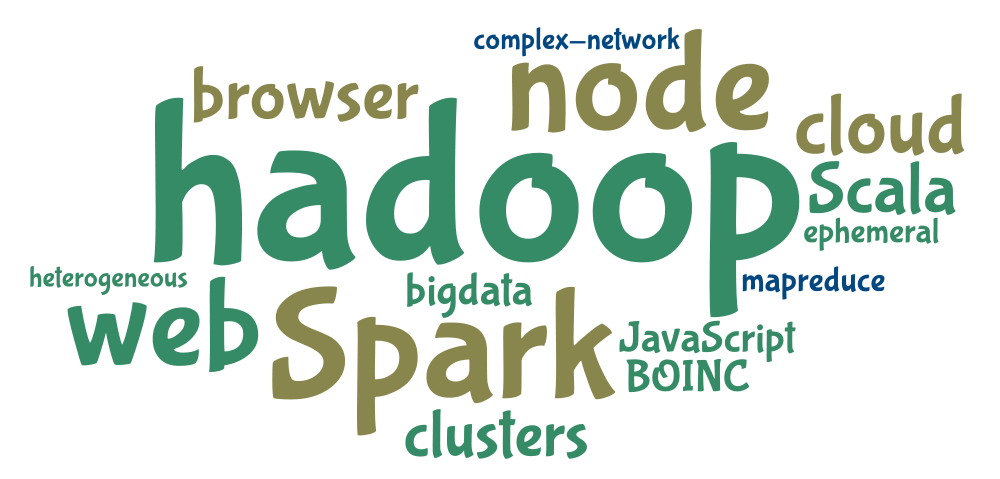 complex-network
node
browser
cloud
hadoop
Scala
ephemeral
heterogeneous
bigdata
mapreduce
web
Spark
JavaScript
BOINC
clusters